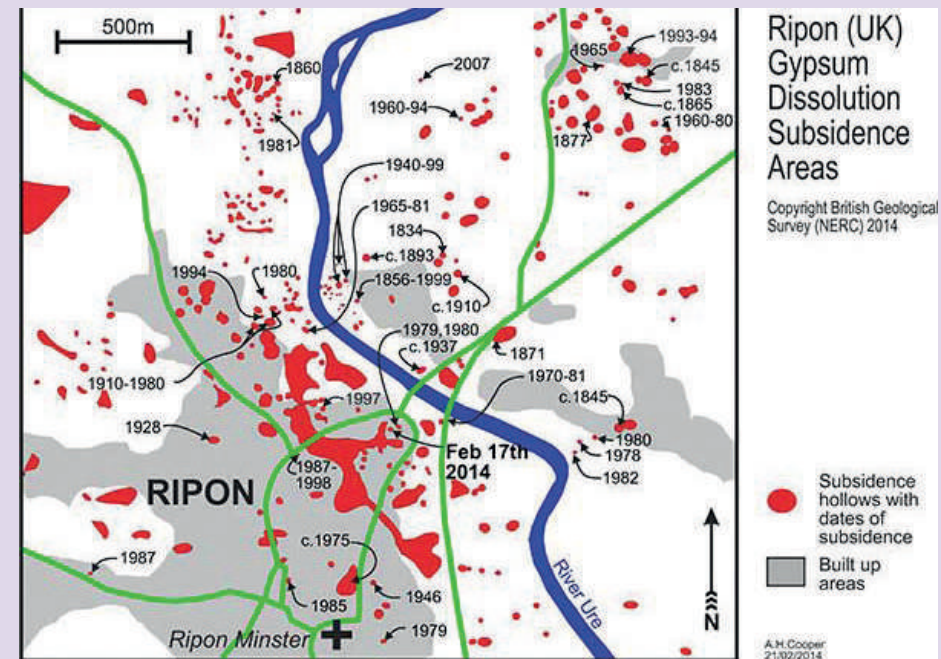 500m
Ripon (UK)
Gypsum
Dissolution
Subsidence
Areas
Copyright British Geological
Survey (NERC) 2014
1860
1981
2007
1960-94
1965
1993-94
c.1845
1983
c.1865
1960-80
1877
1940-99
1965-81
1834
c.1893
1856-1999
c.1910
1994
1980
1979,1980
c.1937
1871
1910-1980
1997
1970-81
c.1845
1928
1980
1978
1982
Feb 17th
2014
1987-
1998
RIPON
c.1975
1987
1985
1946
1979
Ripon Minster
River Ure
N
Subsidence
hollows with
dates of
subsidence
Built up
areas
A.H.Cooper
21/02/2014